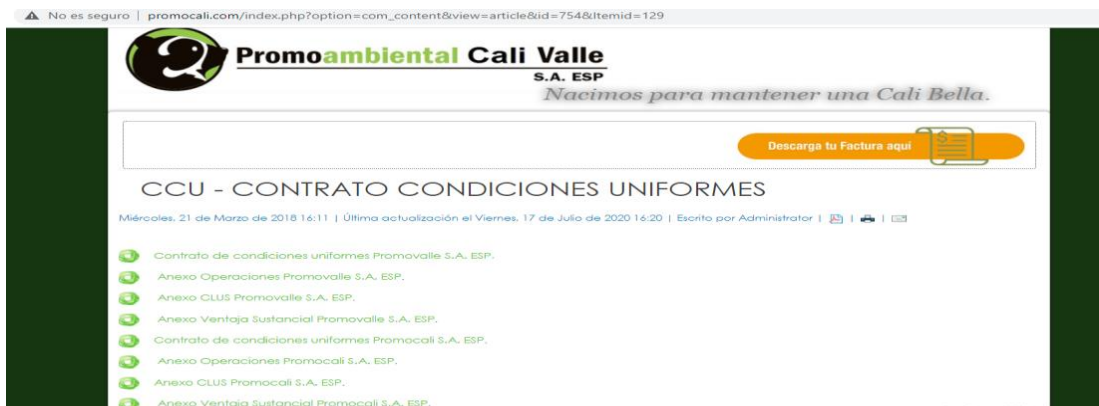 No es seguro | promocali.com/index.php?option=com_content&view=article&id=754&Itemid=129
Promoambiental Cali Valle
S.A. ESP
Nacimos para mantener una Cali Bella.
Descarga tu Factura aquí
CCU - CONTRATO CONDICIONES UNIFORMES
Miércoles, 21 de Marzo de 2018 16:11 | Última actualización el Viernes, 17 de Julio de 2020 16:20 | Escrito por Administrator | | |
Contrato de condiciones uniformes Promovalle S.A. ESP.
Anexo Operaciones Promovalle S.A. ESP.
Anexo CLUS Promovalle S.A. ESP.
Anexo Ventaja Sustancial Promovalle S.A. ESP.
Contrato de condiciones uniformes Promocali S.A. ESP.
Anexo Operaciones Promocali S.A. ESP.
Anexo CLUS Promocali S.A. ESP.
Anexo Ventaja Sustancial Promocali S.A. ESP.